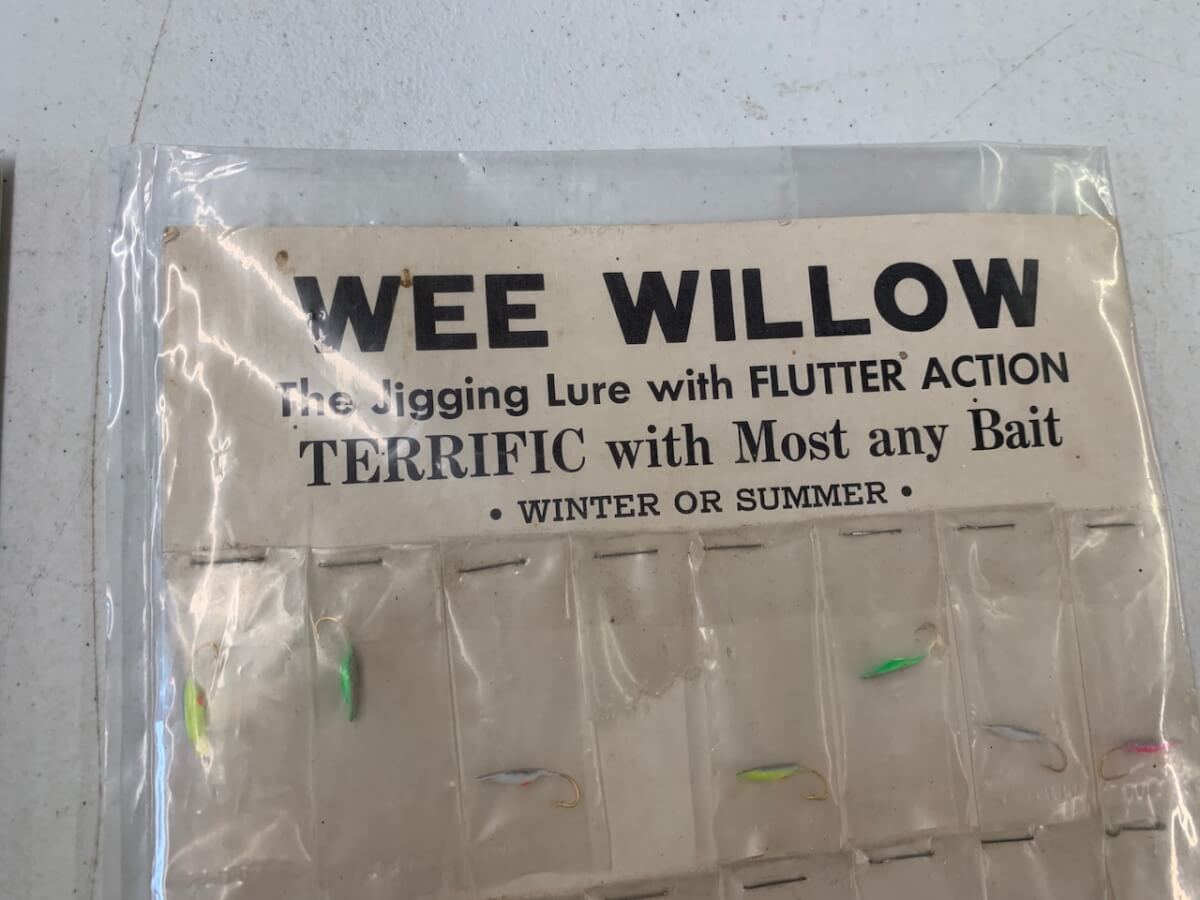 WEE WILLOW
The Jigging Lure with FLUTTER ACTION
TERRIFIC with Most any Bait
• WINTER OR SUMMER •